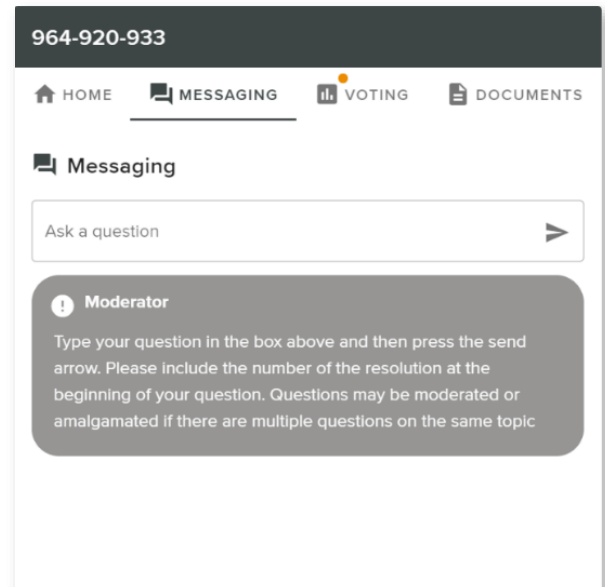 964-920-933
HOME MESSAGING VOTING DOCUMENTS
Messaging
Ask a question
Moderator
Type your question in the box above and then press the send
arrow. Please include the number of the resolution at the
beginning of your question. Questions may be moderated or
amalgamated if there are multiple questions on the same topic